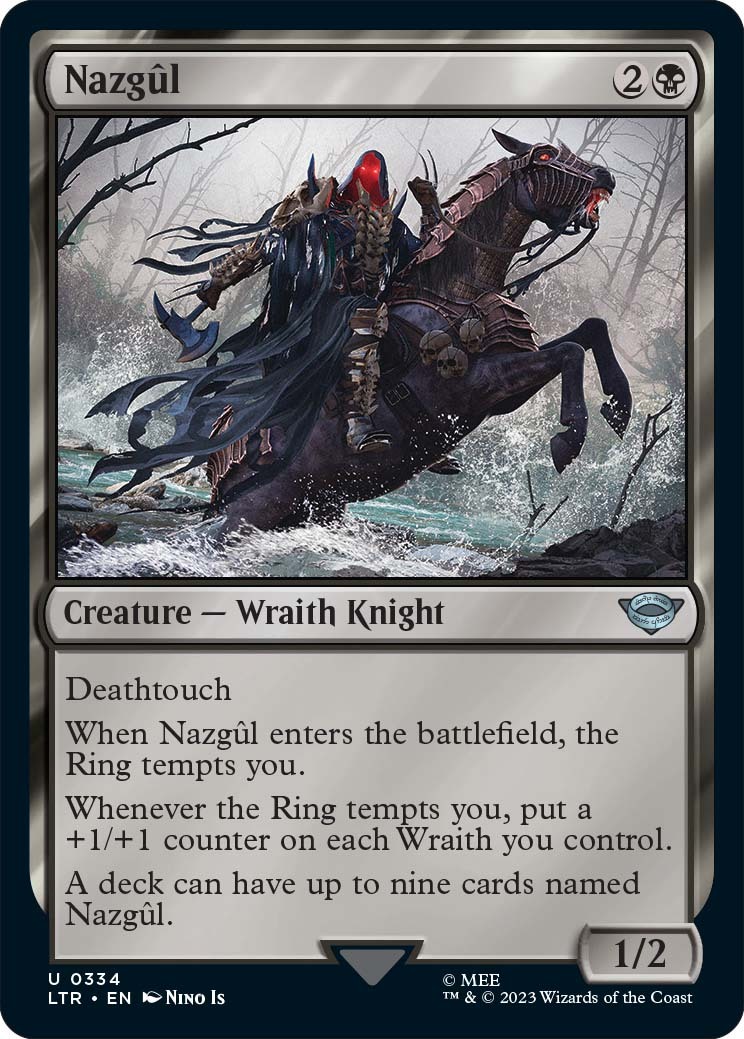 Nazgûl
2
Creature — Wraith Knight
Deathtouch
When Nazgûl enters the battlefield, the
Ring tempts you.
Whenever the Ring tempts you, put a
+1/+1 counter on each Wraith you control.
A deck can have up to nine cards named
Nazgûl.
1/2
U 0334
LTR • EN Nino Is
© MEE
™ & © 2023 Wizards of the Coast